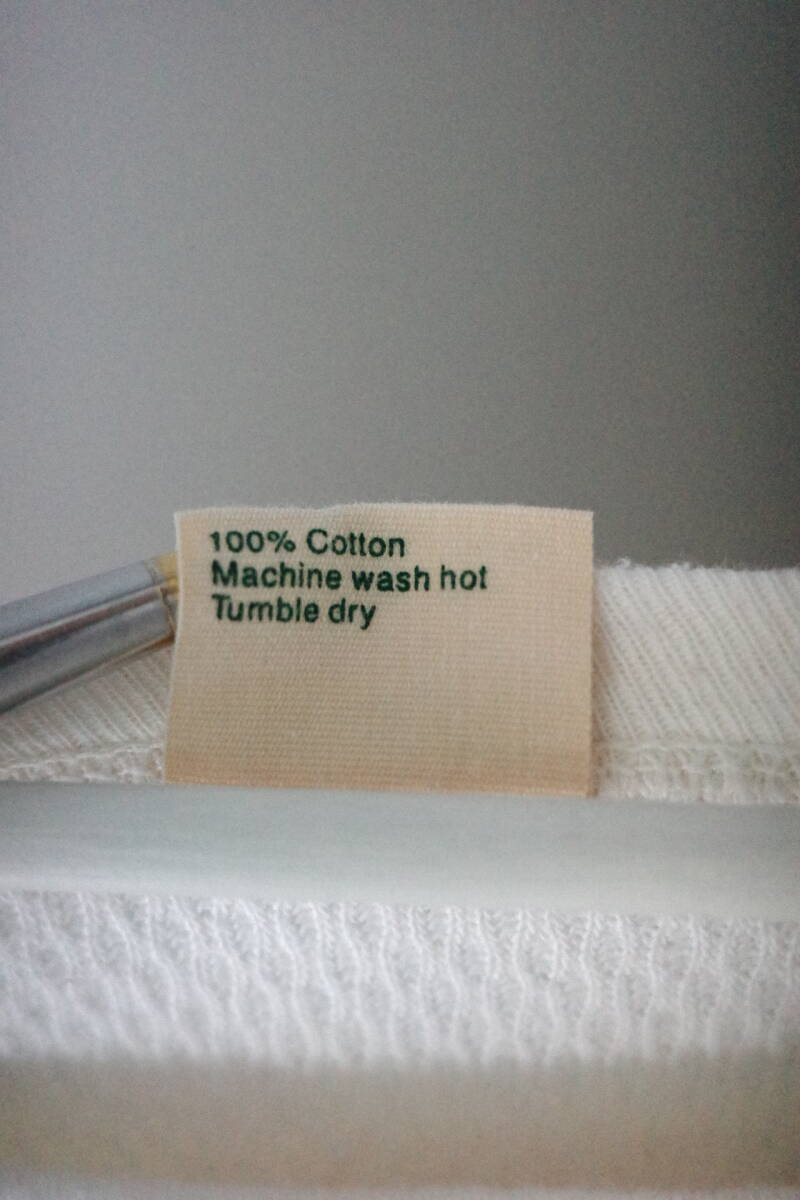 100% Cotton
Machine wash hot
Tumble dry